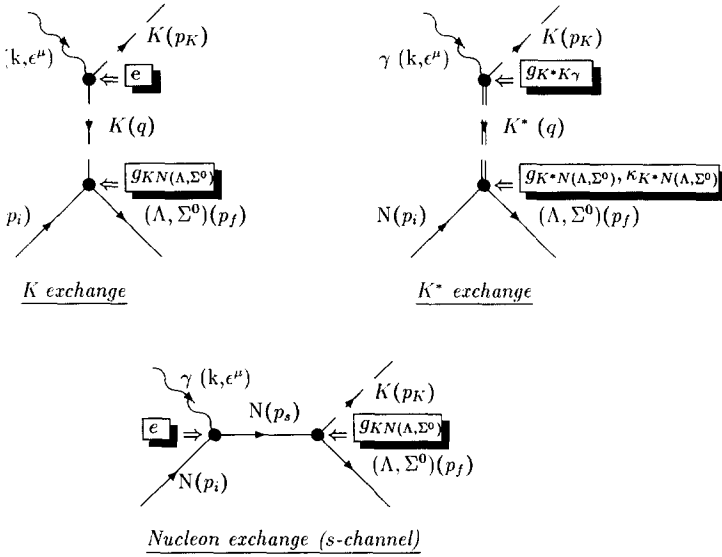 K(p_K)
(k,ϵ^μ)
e
K(q)
g_{KN(Λ,Σ⁰)}
p_i)
(Λ, Σ⁰)(p_f)
K exchange
K(p_K)
γ (k,ϵ^μ)
g_{K*Kγ}
K* (q)
g_{K*N(Λ,Σ⁰)}, κ_{K*N(Λ,Σ⁰)}
N(p_i)
(Λ, Σ⁰)(p_f)
K* exchange
γ (k,ϵ^μ)
K(p_K)
N(p_s)
e
g_{KN(Λ,Σ⁰)}
(Λ, Σ⁰)(p_f)
N(p_i)
Nucleon exchange (s-channel)